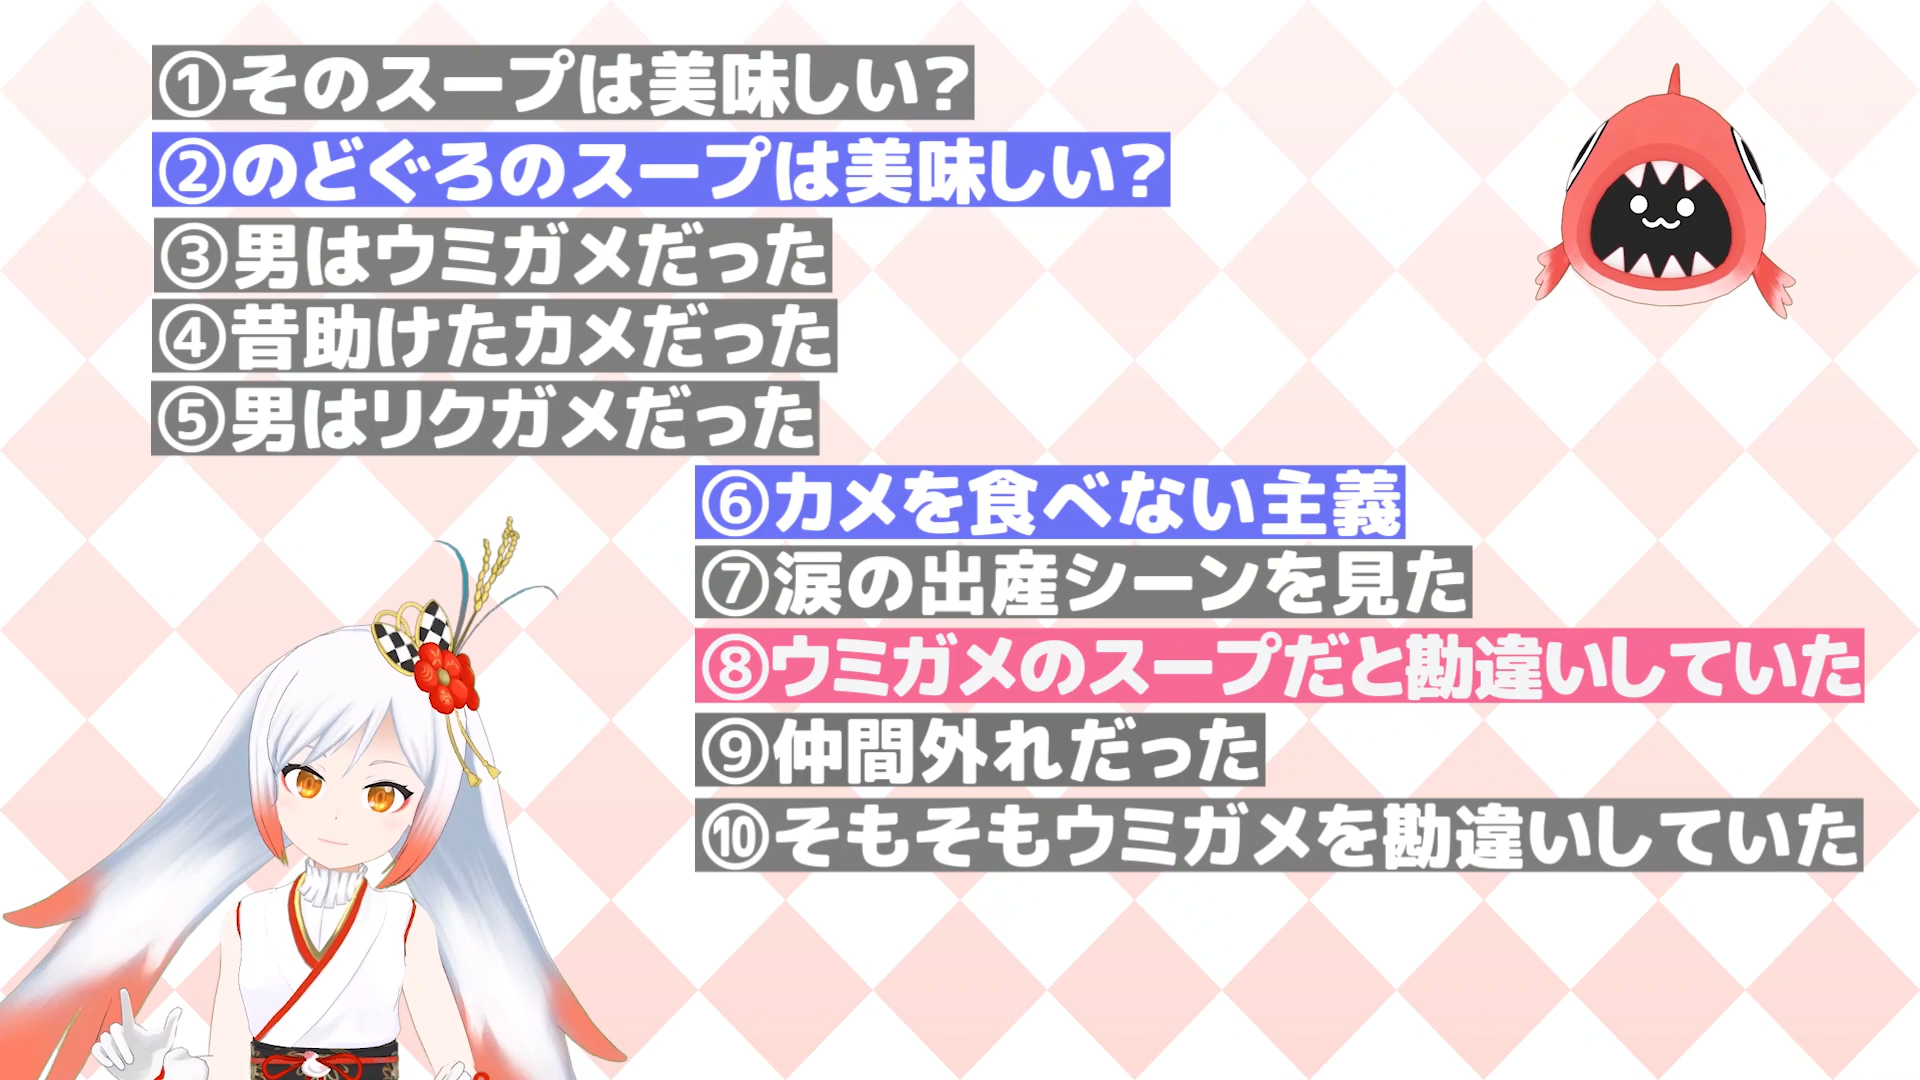 ①そのスープは美味しい？
②のどぐろのスープは美味しい？
③男はウミガメだった
④昔助けたカメだった
⑤男はリクガメだった
⑥カメを食べない主義
⑦涙の出産シーンを見た
⑧ウミガメのスープだと勘違いしていた
⑨仲間外れだった
⑩そもそもウミガメを勘違いしていた